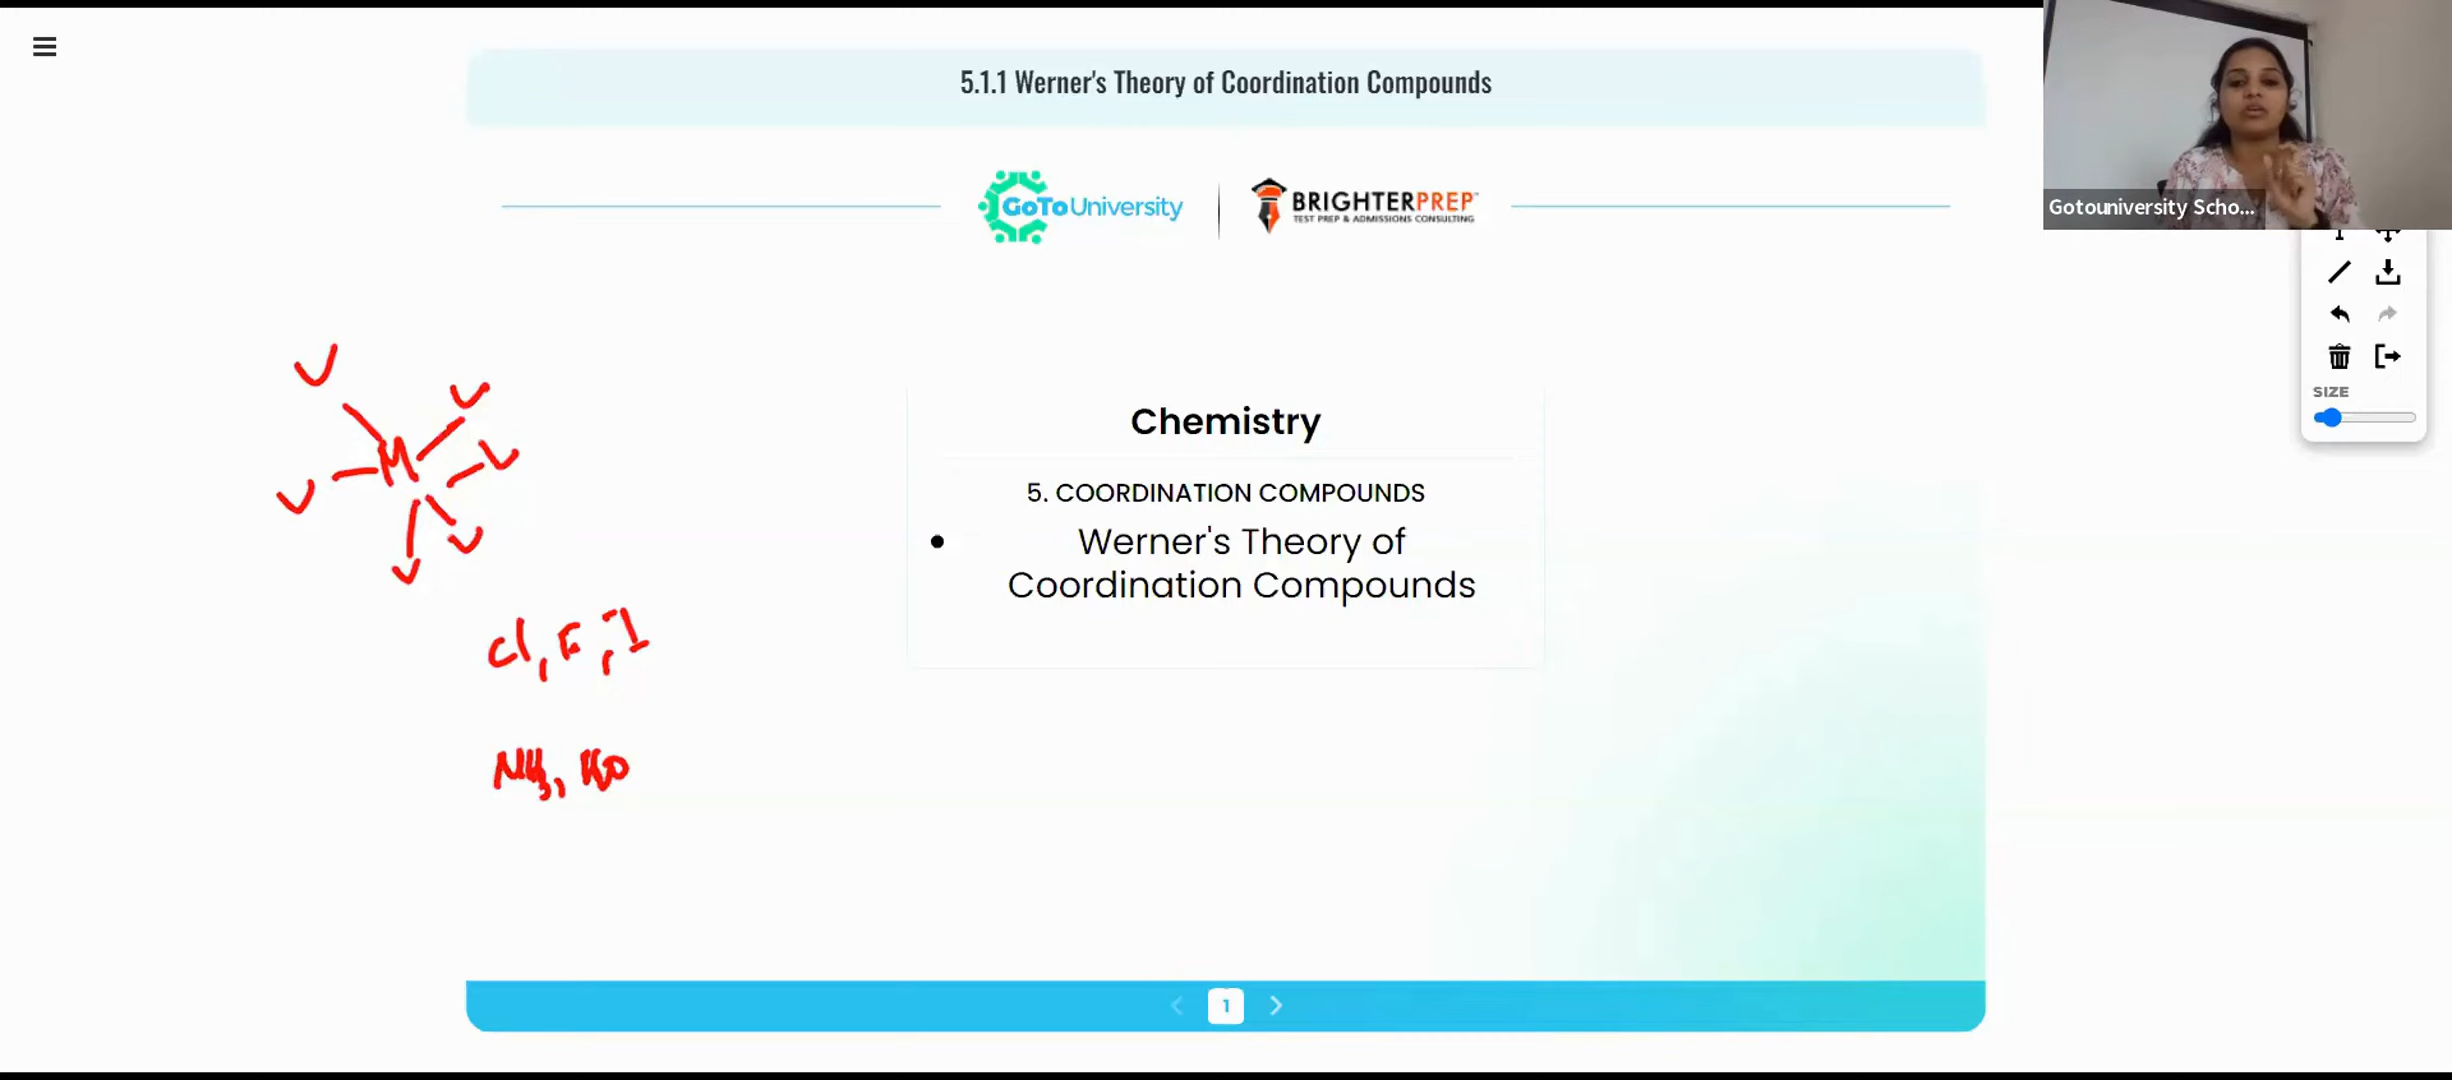 5.1.1 Werner's Theory of Coordination Compounds
GoToUniversity
BRIGHTERPREP™
TEST PREP & ADMISSIONS CONSULTING
Gotouniversity Scho...
SIZE
M
Chemistry
5. COORDINATION COMPOUNDS
• Werner's Theory of
Coordination Compounds
Cl, F, I
NH3, H2O
1